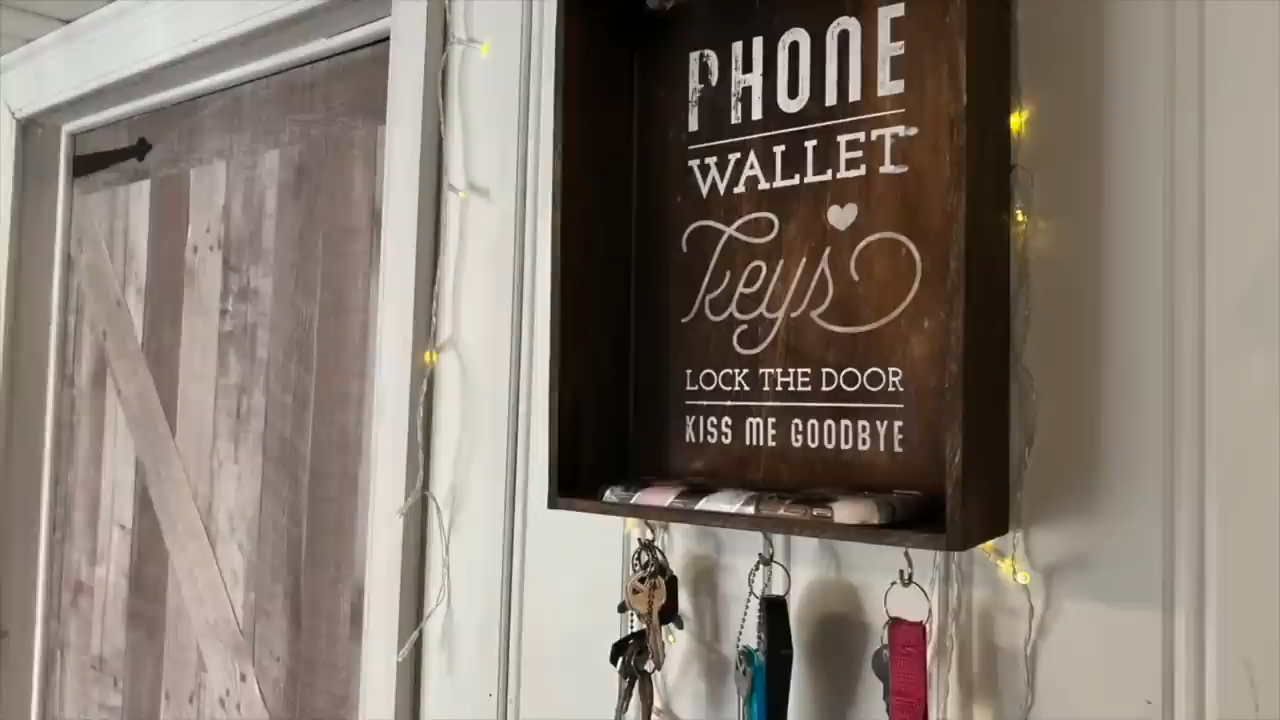 PHONE
WALLET
keys
LOCK THE DOOR
KISS ME GOODBYE